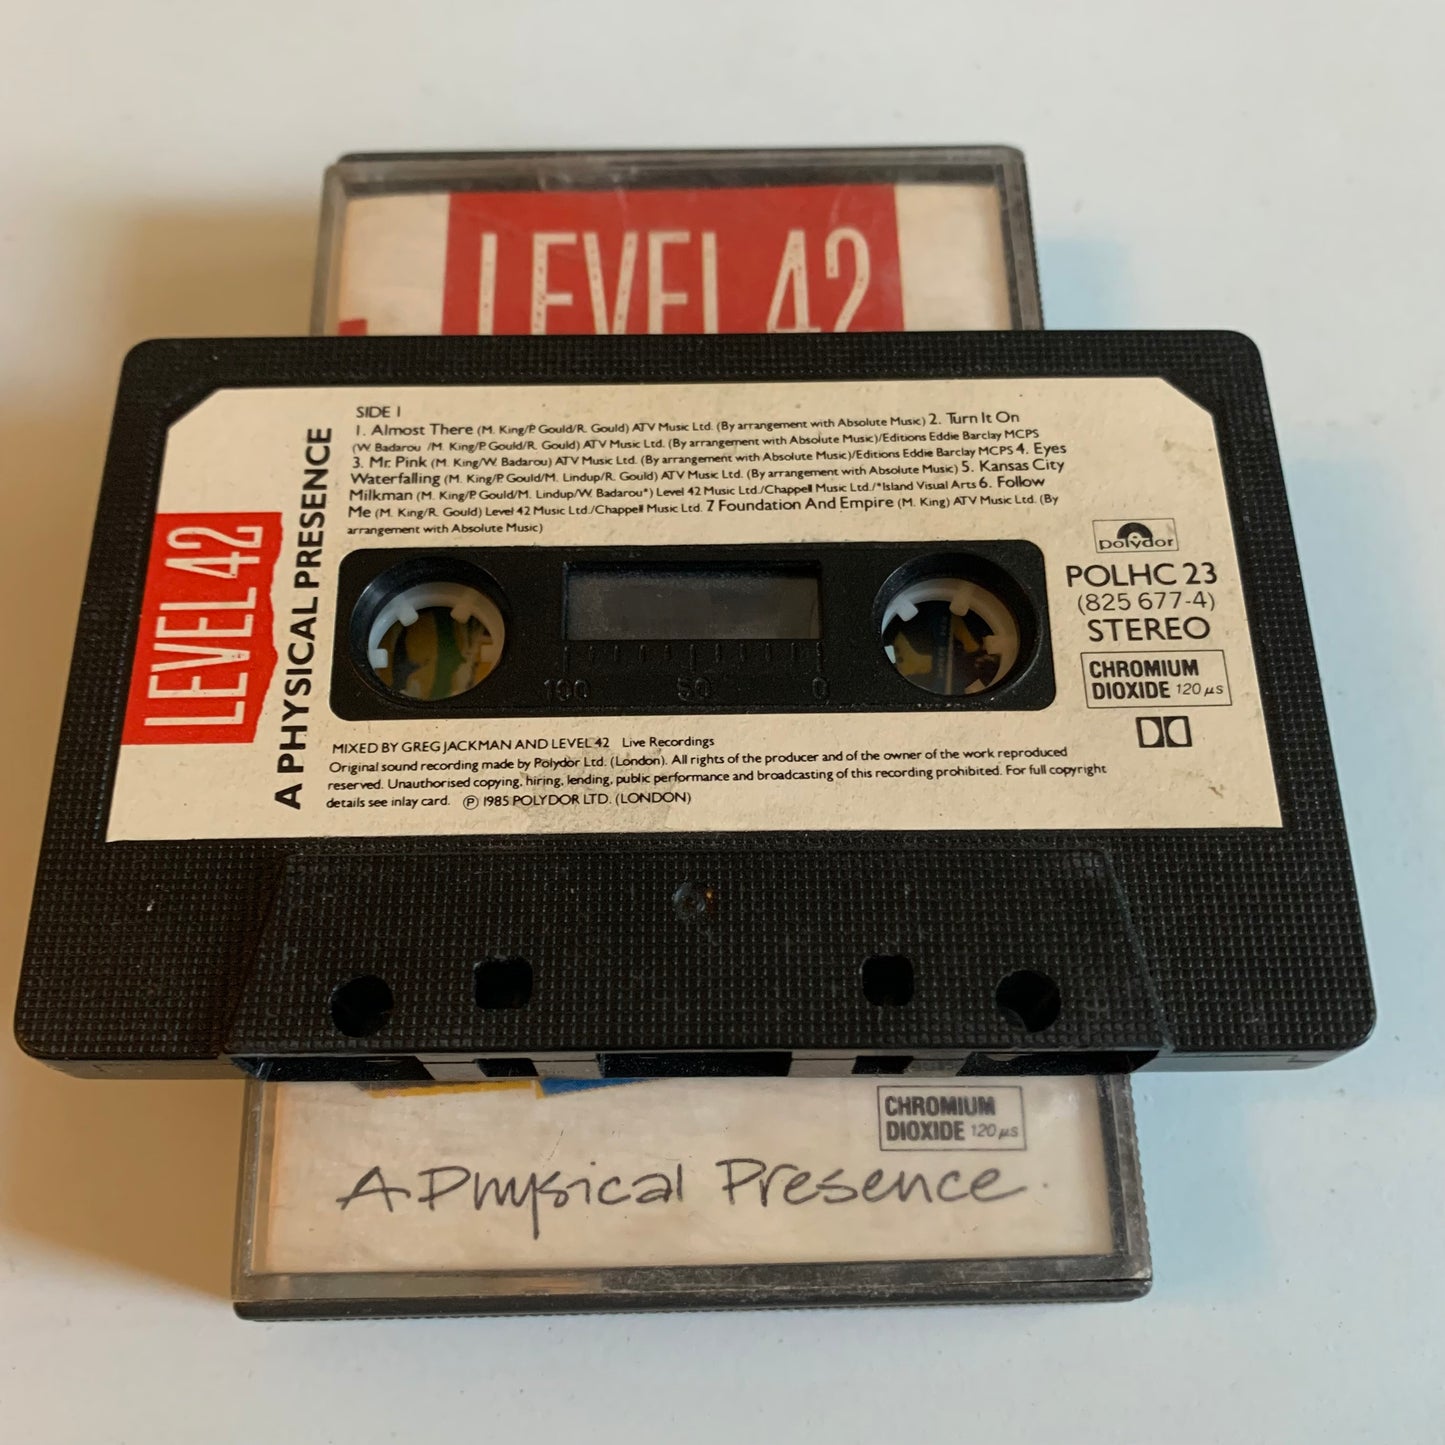 LEVEL 42
SIDE 1
1. Almost There (M. King/P. Gould/R. Gould) ATV Music Ltd. (By arrangement with Absolute Music) 2. Turn It On
(W. Badarou /M. King/P. Gould/R. Gould) ATV Music Ltd. (By arrangement with Absolute Music)/Editions Eddie Barclay MCPS
3. Mr. Pink (M. King/W. Badarou) ATV Music Ltd. (By arrangement with Absolute Music)/Editions Eddie Barclay MCPS 4. Eyes
Waterfalling (M. King/P. Gould/M. Lindup/R. Gould) ATV Music Ltd. (By arrangement with Absolute Music) 5. Kansas City
Milkman (M. King/P. Gould/M. Lindup/W. Badarou*) Level 42 Music Ltd./Chappell Music Ltd./*Island Visual Arts 6. Follow
Me (M. King/R. Gould) Level 42 Music Ltd./Chappell Music Ltd. 7 Foundation And Empire (M. King) ATV Music Ltd. (By
arrangement with Absolute Music)
LEVEL 42
A PHYSICAL PRESENCE
polydor
POLHC 23
(825 677-4)
STEREO
CHROMIUM
DIOXIDE 120 µs
100 50 0
MIXED BY GREG JACKMAN AND LEVEL 42 Live Recordings
Original sound recording made by Polydor Ltd. (London). All rights of the producer and of the owner of the work reproduced
reserved. Unauthorised copying, hiring, lending, public performance and broadcasting of this recording prohibited. For full copyright
details see inlay card. ℗ 1985 POLYDOR LTD. (LONDON)
CHROMIUM
DIOXIDE 120 µs
A Physical Presence.